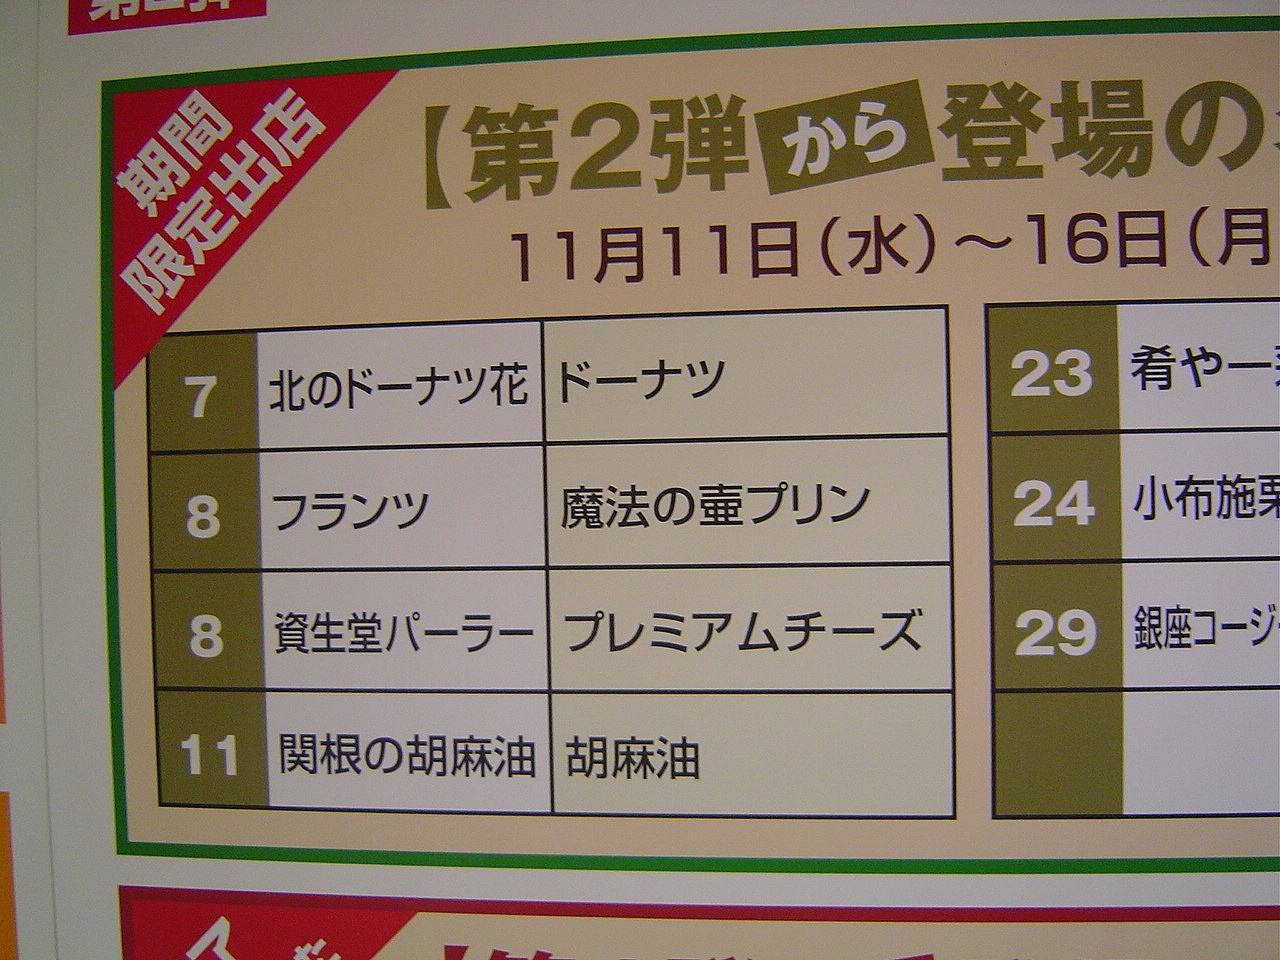 期間
限定出店
【第2弾から登場の
11月11日（水）～16日（月
7 北のドーナツ花 ドーナツ
8 フランツ 魔法の壷プリン
8 資生堂パーラー プレミアムチーズ
11 関根の胡麻油 胡麻油
23 肴や一
24 小布施栗
29 銀座コージ